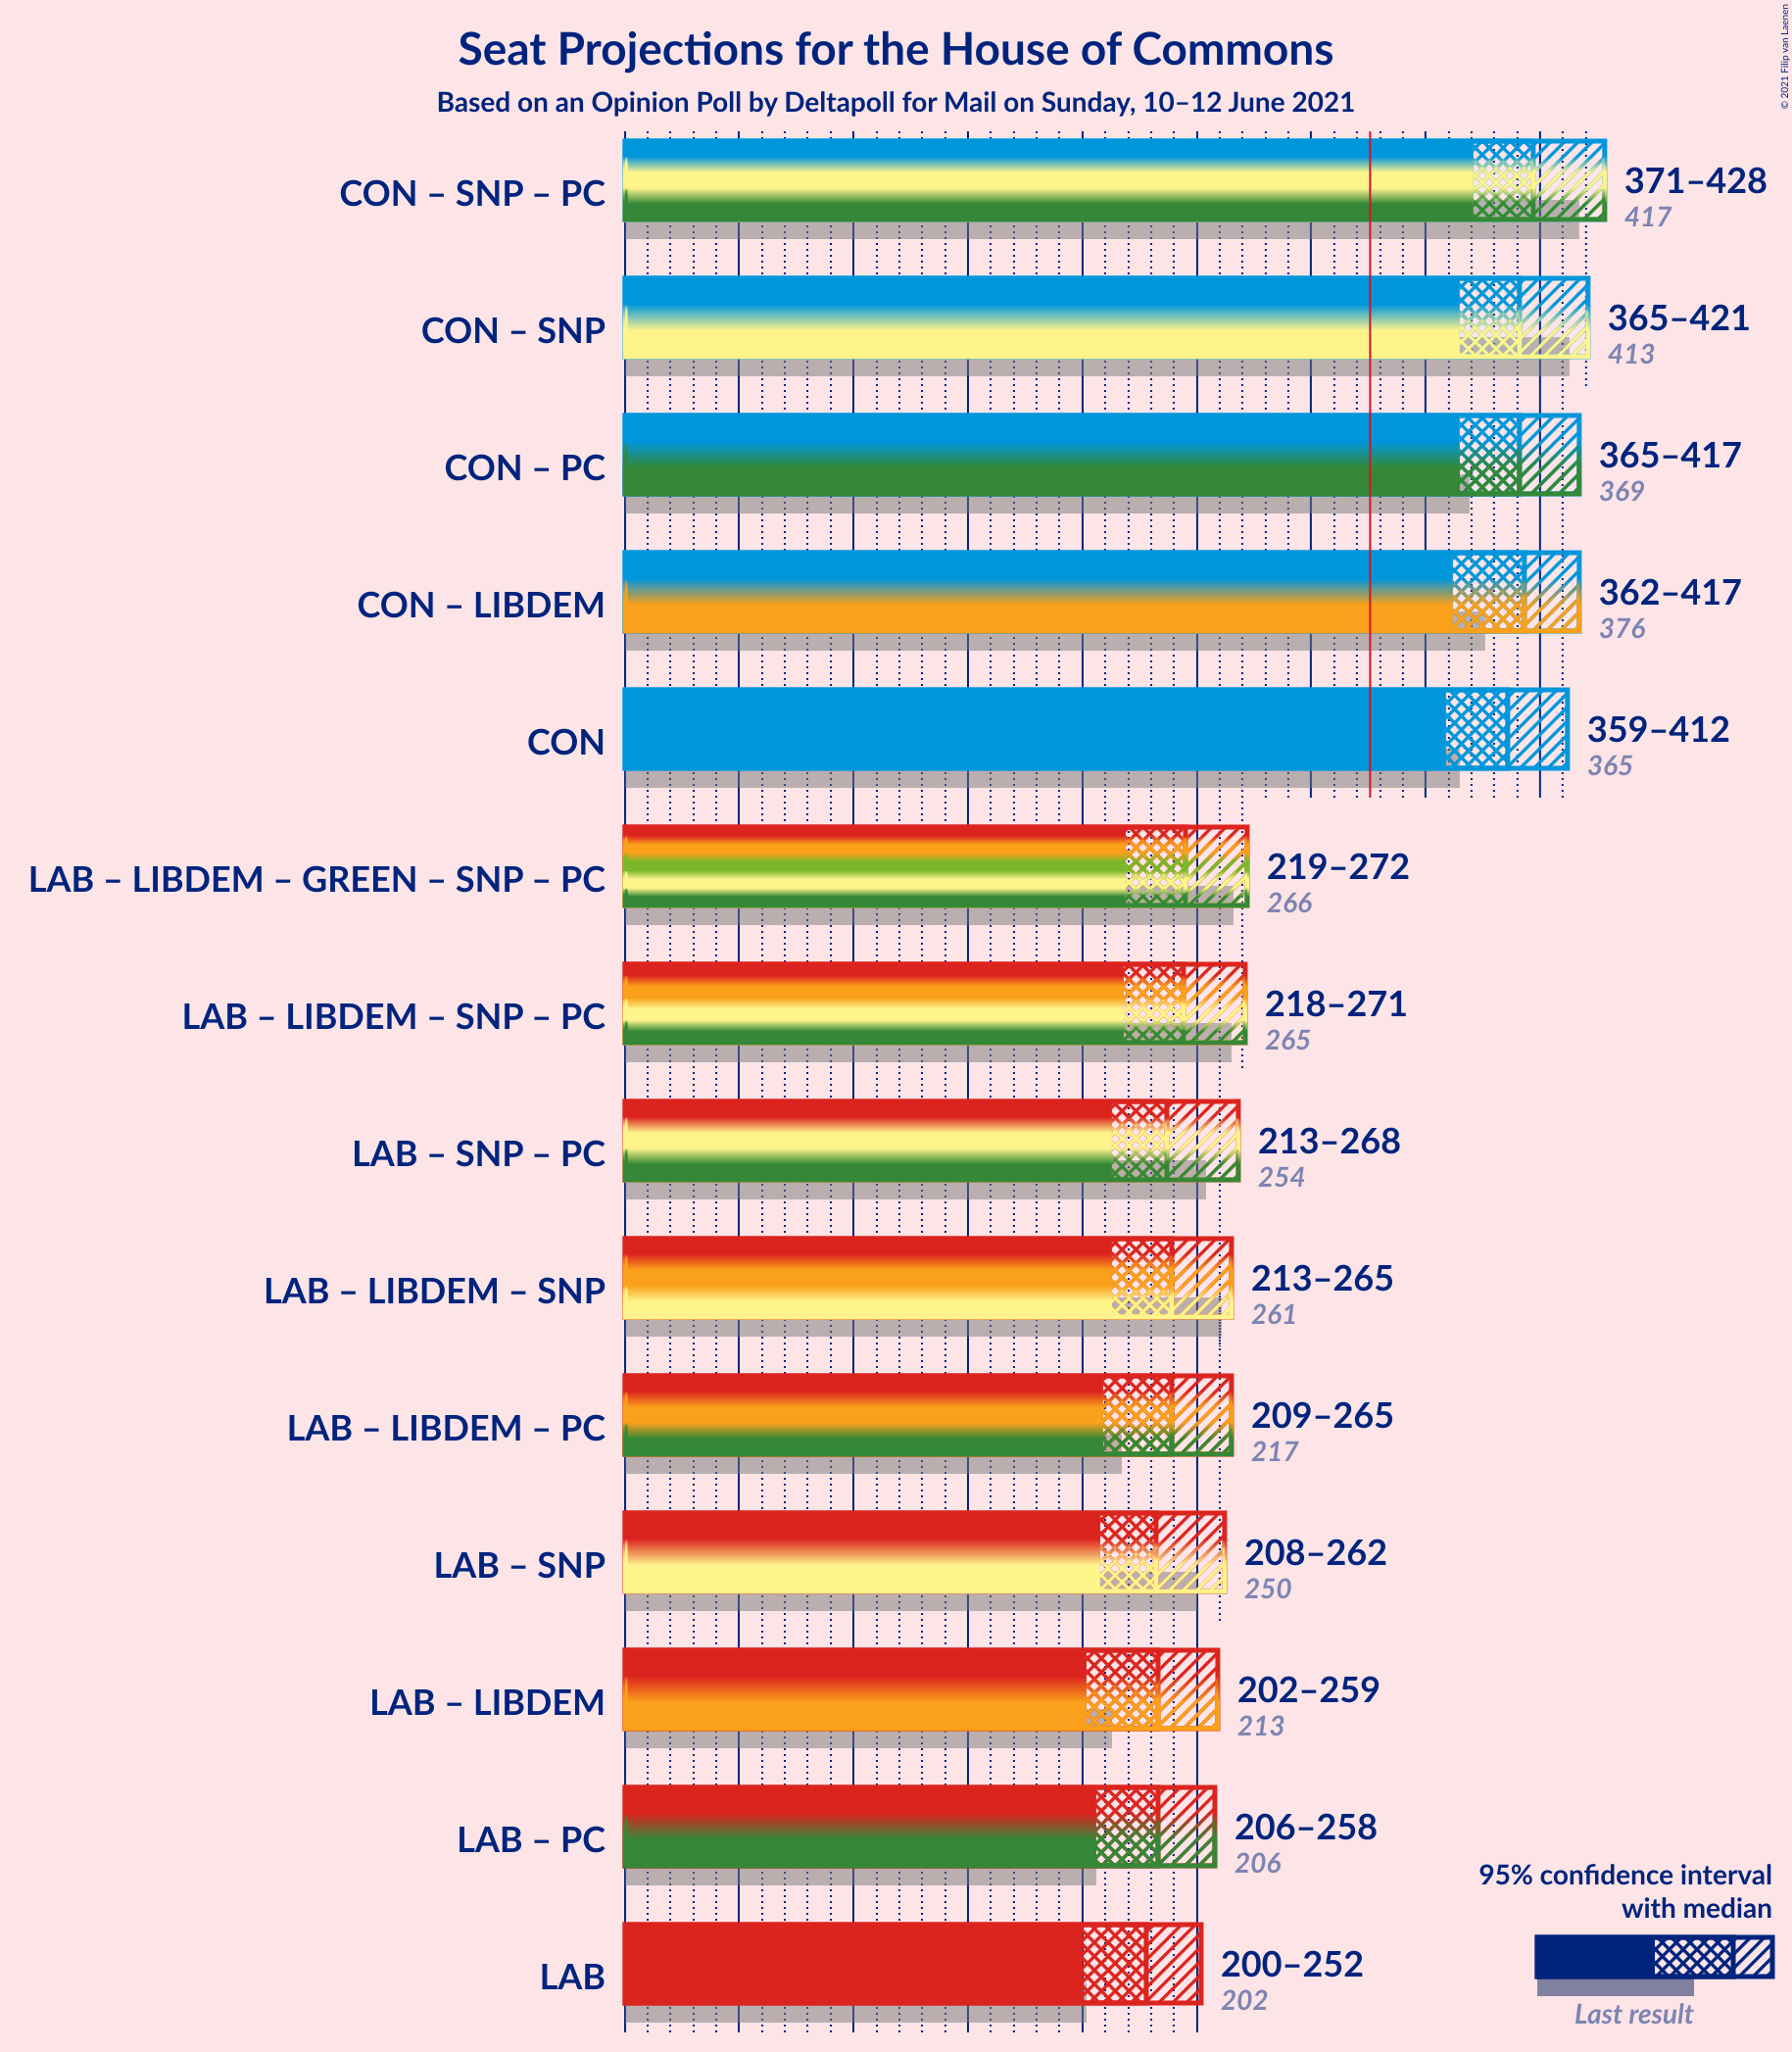 Seat Projections for the House of Commons
Based on an Opinion Poll by Deltapoll for Mail on Sunday, 10–12 June 2021
© 2021 Filip van Laenen
CON – SNP – PC
371–428
417
CON – SNP
365–421
413
CON – PC
365–417
369
CON – LIBDEM
362–417
376
CON
359–412
365
LAB – LIBDEM – GREEN – SNP – PC
219–272
266
LAB – LIBDEM – SNP – PC
218–271
265
LAB – SNP – PC
213–268
254
LAB – LIBDEM – SNP
213–265
261
LAB – LIBDEM – PC
209–265
217
LAB – SNP
208–262
250
LAB – LIBDEM
202–259
213
LAB – PC
206–258
206
LAB
200–252
202
95% confidence interval
with median
Last result